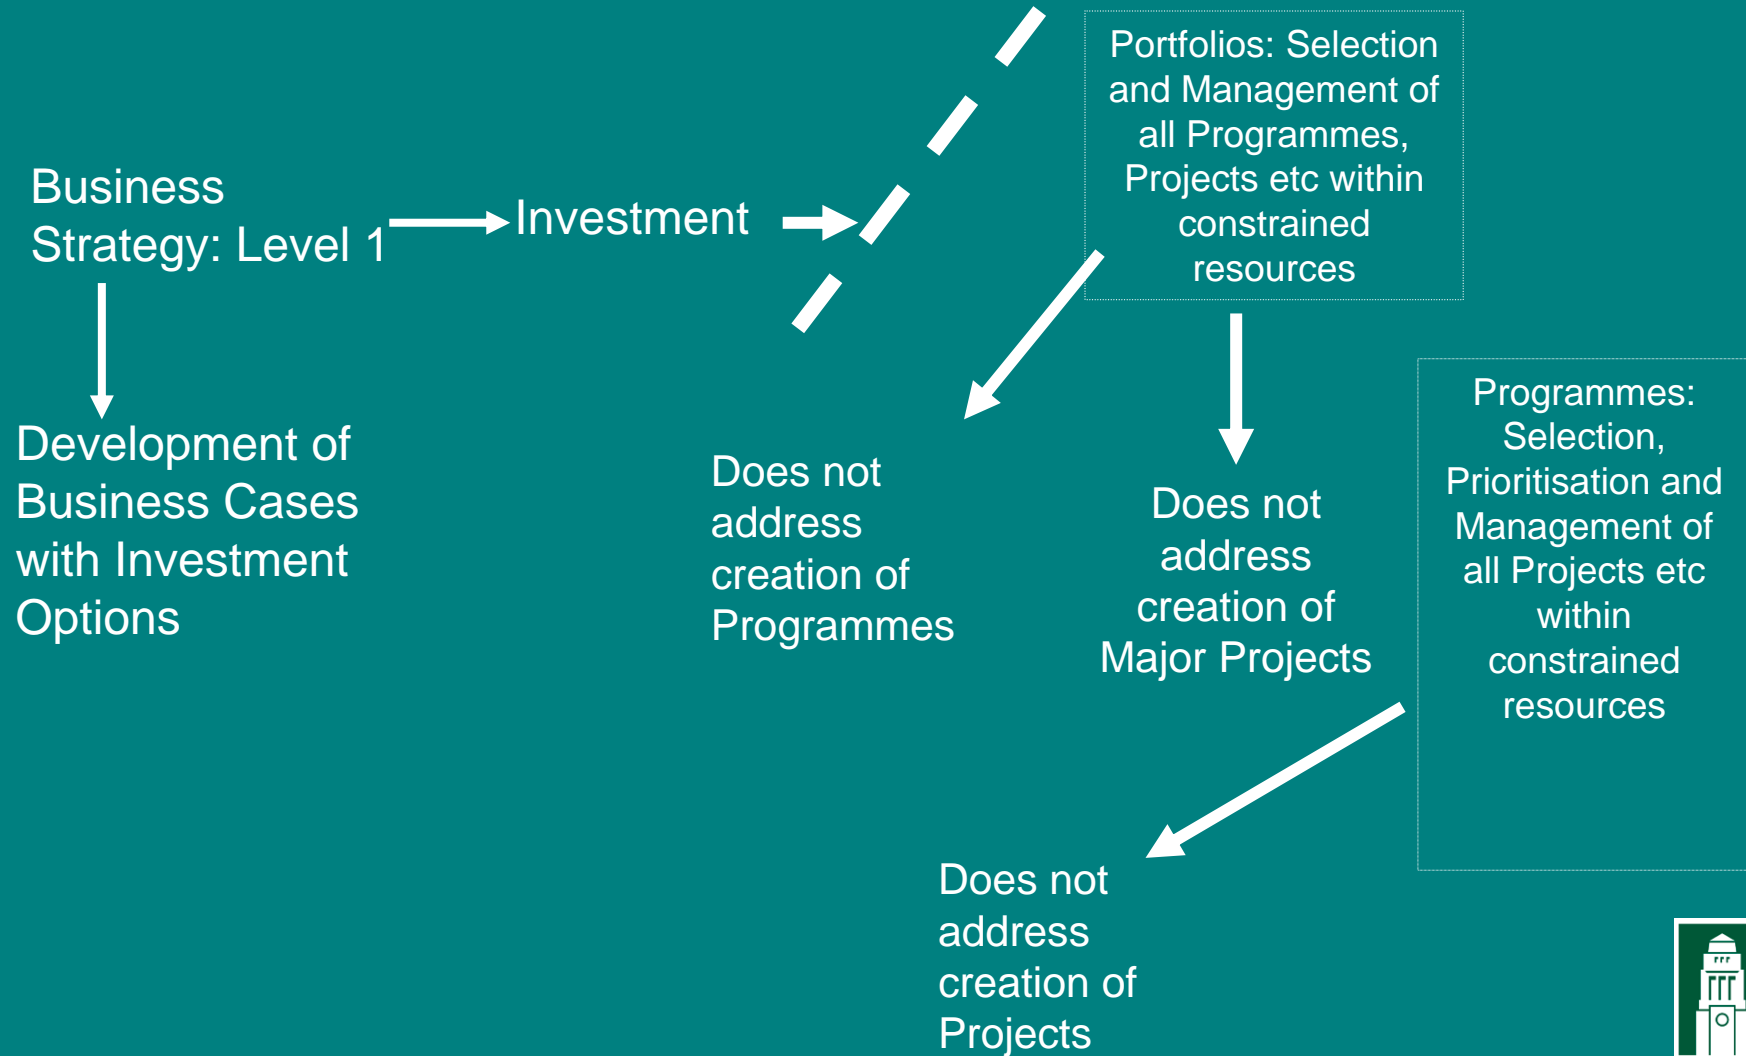 Business
Strategy: Level 1
Investment
Development of
Business Cases
with Investment
Options
Portfolios: Selection
and Management of
all Programmes,
Projects etc within
constrained
resources
Does not
address
creation of
Programmes
Does not
address
creation of
Major Projects
Programmes:
Selection,
Prioritisation and
Management of
all Projects etc
within
constrained
resources
Does not
address
creation of
Projects